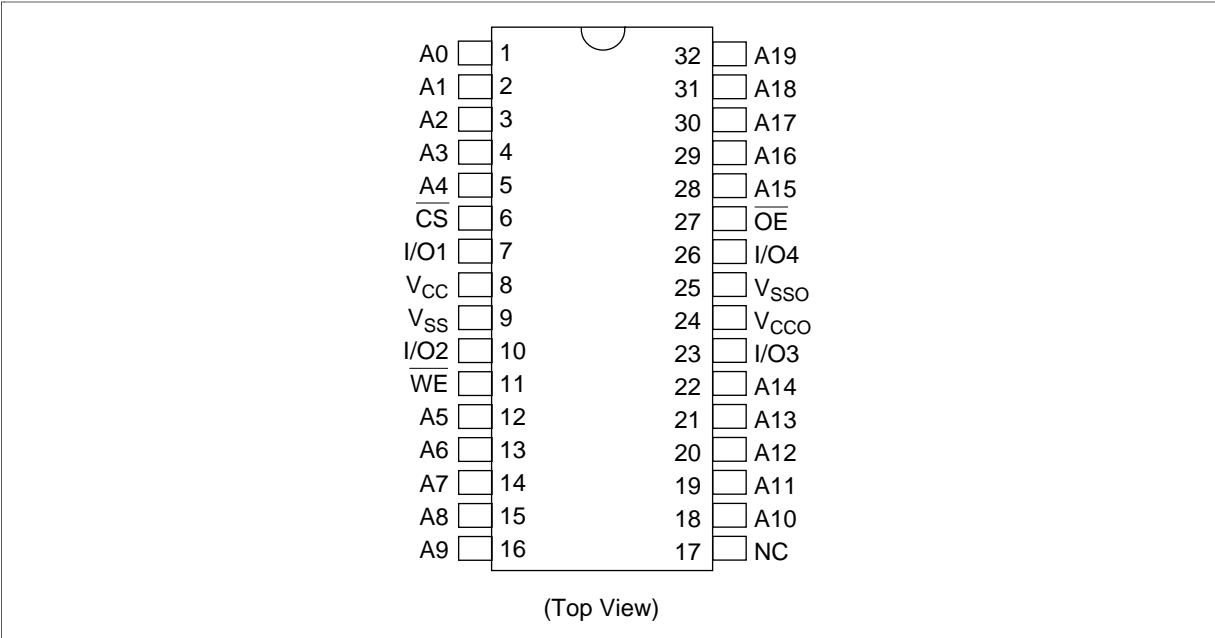 A0 1 32 A19
A1 2 31 A18
A2 3 30 A17
A3 4 29 A16
A4 5 28 A15
C̅S̅ 6 27 O̅E̅
I/O1 7 26 I/O4
VCC 8 25 VSSO
VSS 9 24 VCCO
I/O2 10 23 I/O3
W̅E̅ 11 22 A14
A5 12 21 A13
A6 13 20 A12
A7 14 19 A11
A8 15 18 A10
A9 16 17 NC
(Top View)